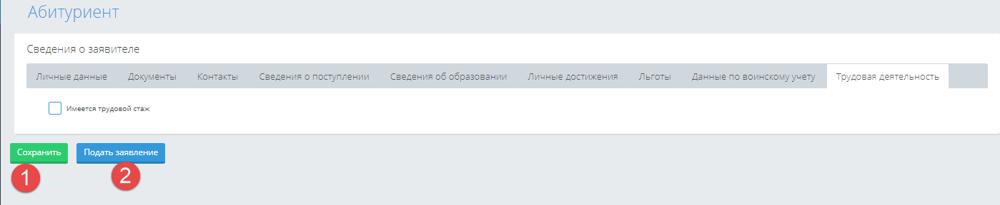 Абитуриент
Сведения о заявителе
Личные данные Документы Контакты Сведения о поступлении Сведения об образовании Личные достижения Льготы Данные по воинскому учету Трудовая деятельность
Имеется трудовой стаж
Сохранить Подать заявление
1 2